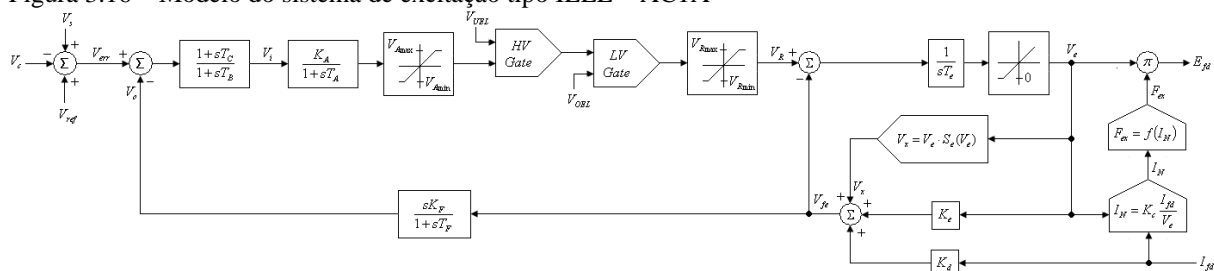 Figura 3.16 – Modelo do sistema de excitação tipo IEEE – AC1A
V_s
V_c
V_ref
V_err
V_o
1+sT_C
1+sT_B
V_i
K_A
1+sT_A
V_Amax
V_Amin
V_UEL
HV
Gate
V_OEL
LV
Gate
V_Rmax
V_Rmin
V_R
1
sT_e
0
V_e
π
E_fd
F_ex
F_ex = f(I_N)
I_N
I_N = K_c I_fd
V_e
I_fd
V_x = V_e · S_e(V_e)
V_x
Σ
V_fe
K_e
K_d
sK_F
1+sT_F